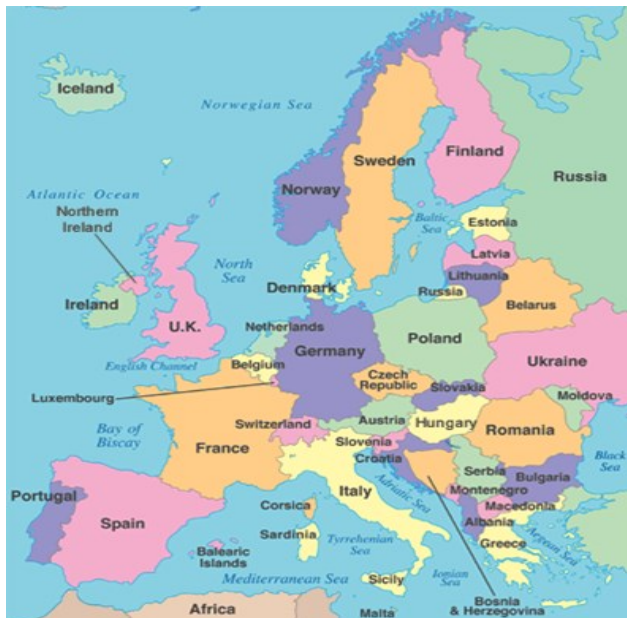 Iceland
Norwegian Sea
Finland
Sweden
Russia
Norway
Atlantic Ocean
Northern
Ireland
Baltic
Sea
Estonia
Latvia
North
Sea
Lithuania
Denmark
Russia
Ireland
Belarus
U.K.
Netherlands
Poland
Germany
English Channel
Belgium
Ukraine
Czech
Republic
Slovakia
Luxembourg
Moldova
Austria
Hungary
Switzerland
Bay of
Biscay
France
Slovenia
Romania
Croatia
Black
Sea
Serbia
Bulgaria
Italy
Adriatic Sea
Montenegro
Portugal
Corsica
Macedonia
Spain
Albania
Sardinia
Tyrrehenian
Sea
Greece
Aegean Sea
Balearic
Islands
Mediterranean Sea
Sicily
Ionian
Sea
Africa
Malta
Bosnia
& Herzegovina